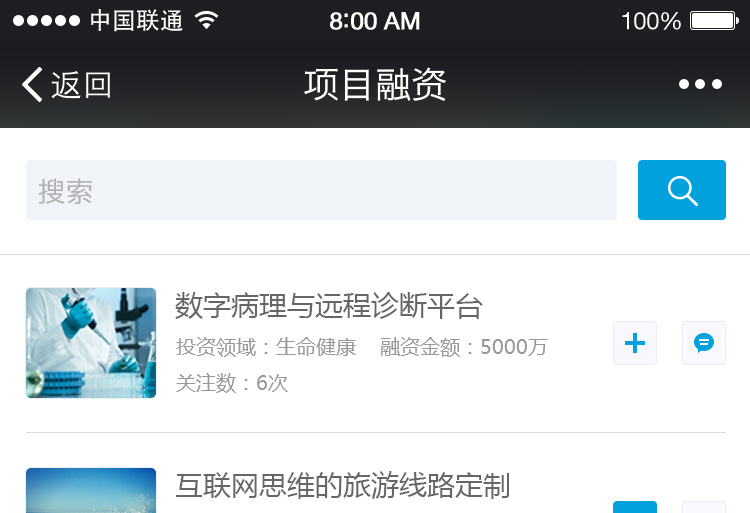 中国联通 8:00 AM 100%
返回 项目融资
搜索
数字病理与远程诊断平台
投资领域：生命健康 融资金额：5000万
关注数：6次
互联网思维的旅游线路定制